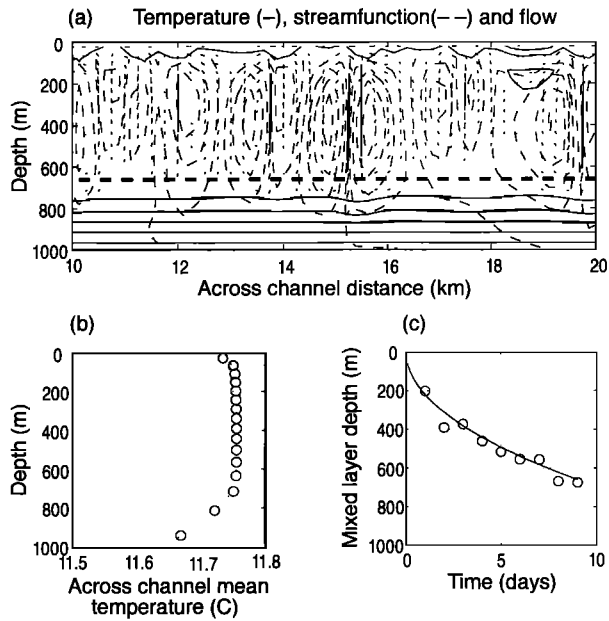 (a) Temperature (–), streamfunction(– –) and flow
0
200
400
600
800
1000
Depth (m)
10 12 14 16 18 20
Across channel distance (km)
(b)
0
200
400
600
800
1000
Depth (m)
11.5 11.6 11.7 11.8
Across channel mean
temperature (C)
(c)
0
200
400
600
800
1000
Mixed layer depth (m)
0 5 10
Time (days)